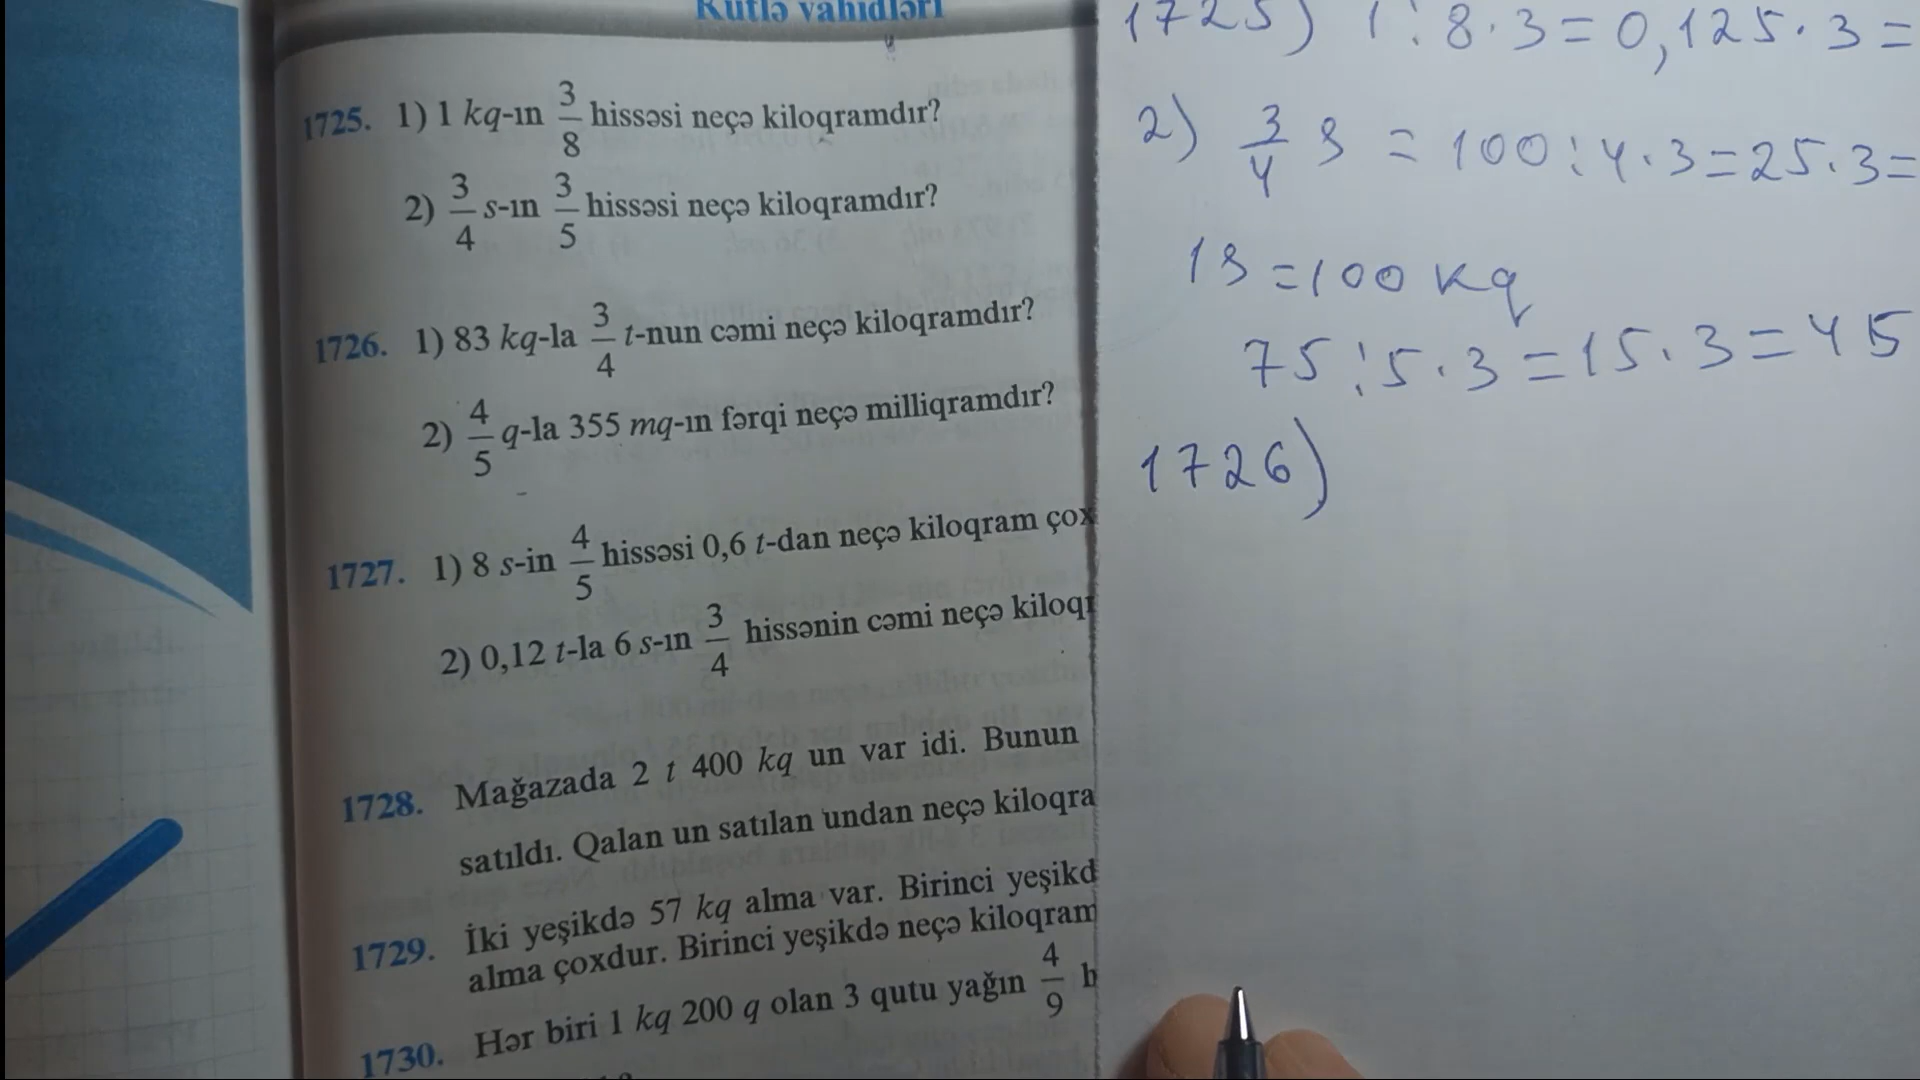 Kütlə vahidləri
1725. 1) 1 kq-ın 3/8 hissəsi neçə kiloqramdır?
2) 3/4 s-ın 3/5 hissəsi neçə kiloqramdır?
1726. 1) 83 kq-la 3/4 t-nun cəmi neçə kiloqramdır?
2) 4/5 q-la 355 mq-ın fərqi neçə milliqramdır?
1727. 1) 8 s-in 4/5 hissəsi 0,6 t-dan neçə kiloqram çox
2) 0,12 t-la 6 s-ın 3/4 hissənin cəmi neçə
1728. Mağazada 2 t 400 kq un var idi. Bunun
satıldı. Qalan un satılan undan neçə
1729. İki yeşikdə 57 kq alma var. Birinci
alma çoxdur. Birinci yeşikdə neçə kiloqram
1730. Hər biri 1 kq 200 q olan 3 qutu yağın 4/9
1725) 1:8·3=0,125·3=
2) 3/4 s = 100:4·3=25·3=
1s=100 kq
75:5·3=15·3=45
1726)